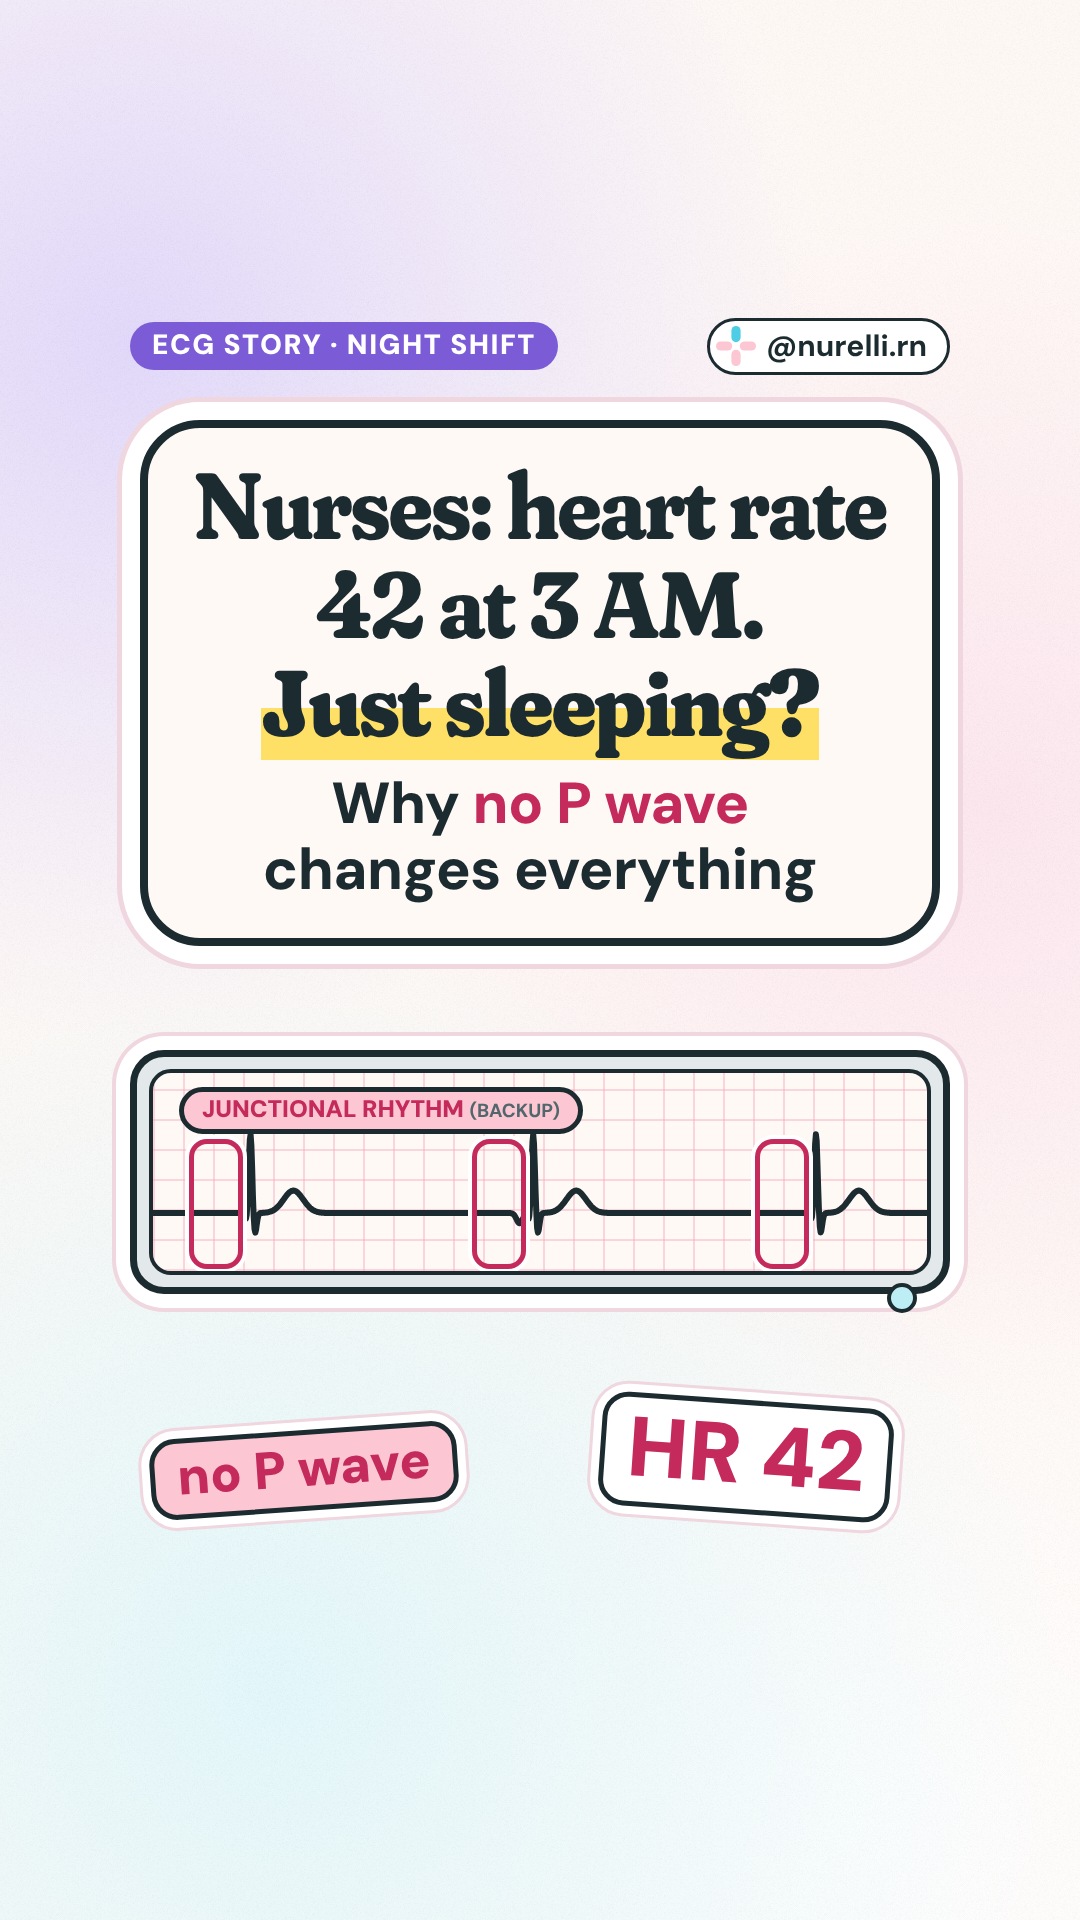 ECG STORY · NIGHT SHIFT
@nurelli.rn
Nurses: heart rate
42 at 3 AM.
Just sleeping?
Why no P wave
changes everything
JUNCTIONAL RHYTHM (BACKUP)
no P wave
HR 42